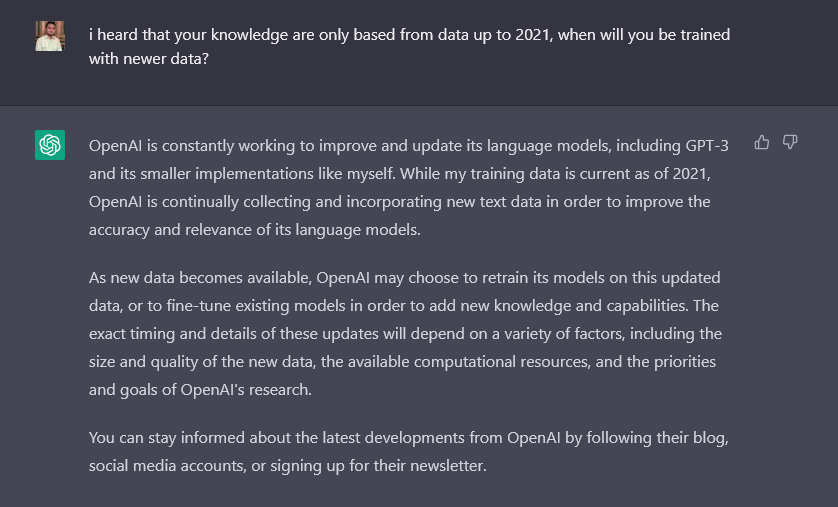 i heard that your knowledge are only based from data up to 2021, when will you be trained
with newer data?
OpenAI is constantly working to improve and update its language models, including GPT-3
and its smaller implementations like myself. While my training data is current as of 2021,
OpenAI is continually collecting and incorporating new text data in order to improve the
accuracy and relevance of its language models.
As new data becomes available, OpenAI may choose to retrain its models on this updated
data, or to fine-tune existing models in order to add new knowledge and capabilities. The
exact timing and details of these updates will depend on a variety of factors, including the
size and quality of the new data, the available computational resources, and the priorities
and goals of OpenAI's research.
You can stay informed about the latest developments from OpenAI by following their blog,
social media accounts, or signing up for their newsletter.